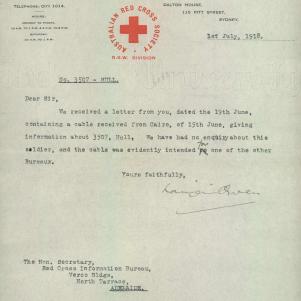 TELEPHONE, CITY 1014.
DALTON HOUSE,
115 PITT STREET,
SYDNEY.
AUSTRALIAN RED CROSS SOCIETY
N.S.W. DIVISION
1st July, 1918.
No. 3507 - HULL.
Dear Sir,
We received a letter from you, dated the 19th June,
containing a cable received from Cairo, of 15th June, giving
information about 3507, Hull. We have had no enquiry about this
soldier, and the cable was evidently intended for one of the other
Bureaux.
Yours faithfully,
The Hon. Secretary,
Red Cross Information Bureau,
Verco Bldgs,
North Terrace,
ADELAIDE.